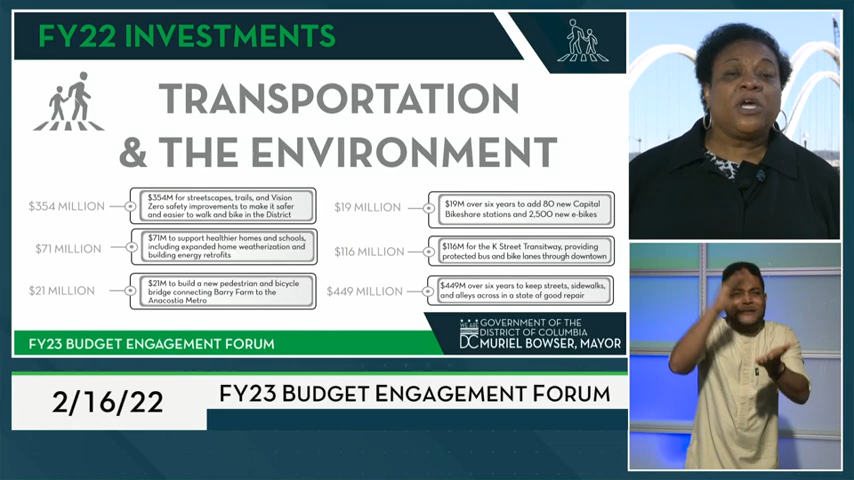 FY22 INVESTMENTS
TRANSPORTATION
& THE ENVIRONMENT
$354 MILLION
$354M for streetscapes, trails, and Vision
Zero safety improvements to make it safer
and easier to walk and bike in the District
$71 MILLION
$71M to support healthier homes and schools,
including expanded home weatherization and
building energy retrofits
$21 MILLION
$21M to build a new pedestrian and bicycle
bridge connecting Barry Farm to the
Anacostia Metro
$19 MILLION
$19M over six years to add 80 new Capital
Bikeshare stations and 2,500 new e-bikes
$116 MILLION
$116M for the K Street Transitway, providing
protected bus and bike lanes through downtown
$449 MILLION
$449M over six years to keep streets, sidewalks,
and alleys across in a state of good repair
FY23 BUDGET ENGAGEMENT FORUM
WE ARE
DC
GOVERNMENT OF THE
DISTRICT OF COLUMBIA
MURIEL BOWSER, MAYOR
2/16/22
FY23 BUDGET ENGAGEMENT FORUM